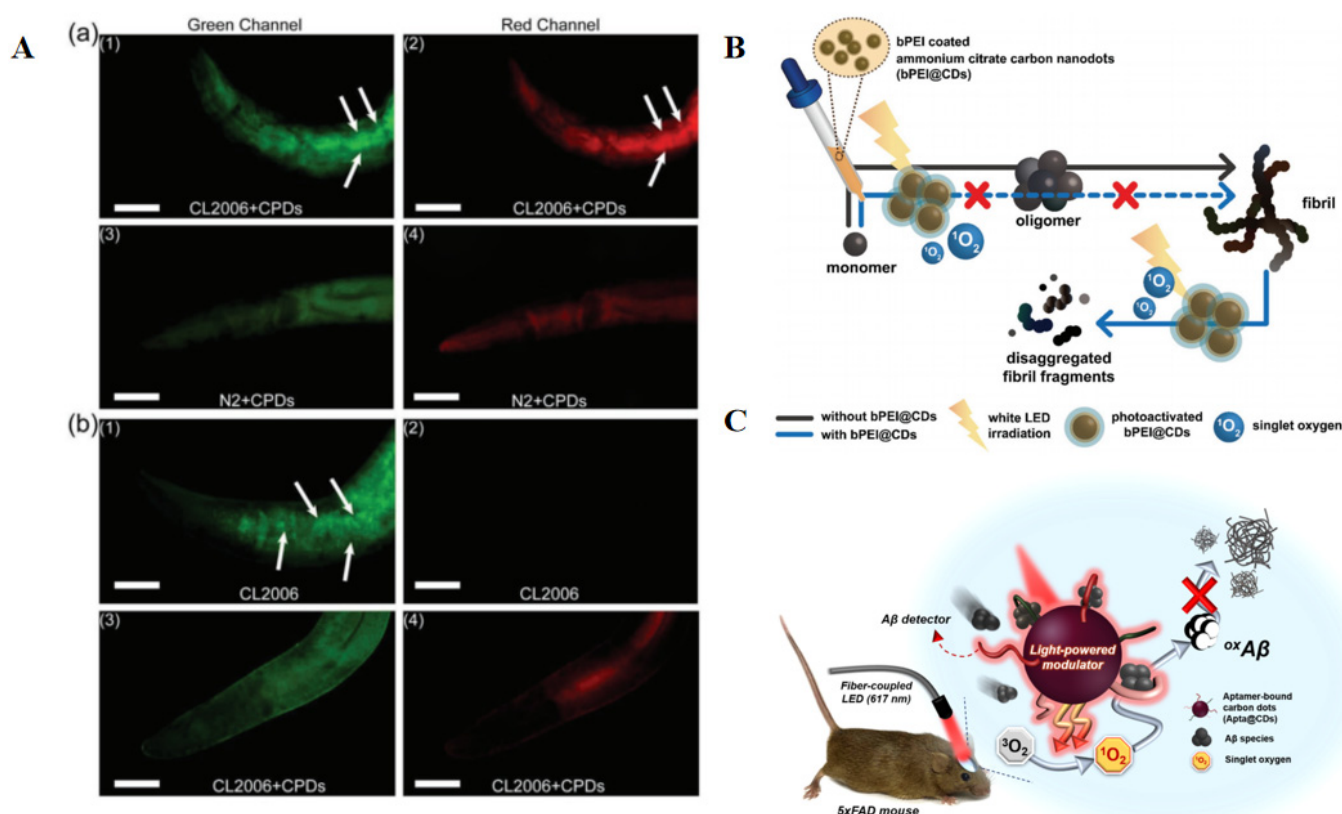 A
Green Channel
Red Channel
(a)
(1)
CL2006+CPDs
(2)
CL2006+CPDs
(3)
N2+CPDs
(4)
N2+CPDs
(b)
(1)
CL2006
(2)
CL2006
(3)
CL2006+CPDs
(4)
CL2006+CPDs
B
bPEI coated
ammonium citrate carbon nanodots
(bPEI@CDs)
monomer
¹O₂
¹O₂
oligomer
fibril
¹O₂
¹O₂
disaggregated
fibril fragments
without bPEI@CDs
with bPEI@CDs
white LED
irradiation
photoactivated
bPEI@CDs
¹O₂
singlet oxygen
C
Aβ detector
Light-powered
modulator
oxAβ
Fiber-coupled
LED (617 nm)
³O₂
¹O₂
5xFAD mouse
Aptamer-bound
carbon dots
(Apta@CDs)
Aβ species
¹O₂
Singlet oxygen